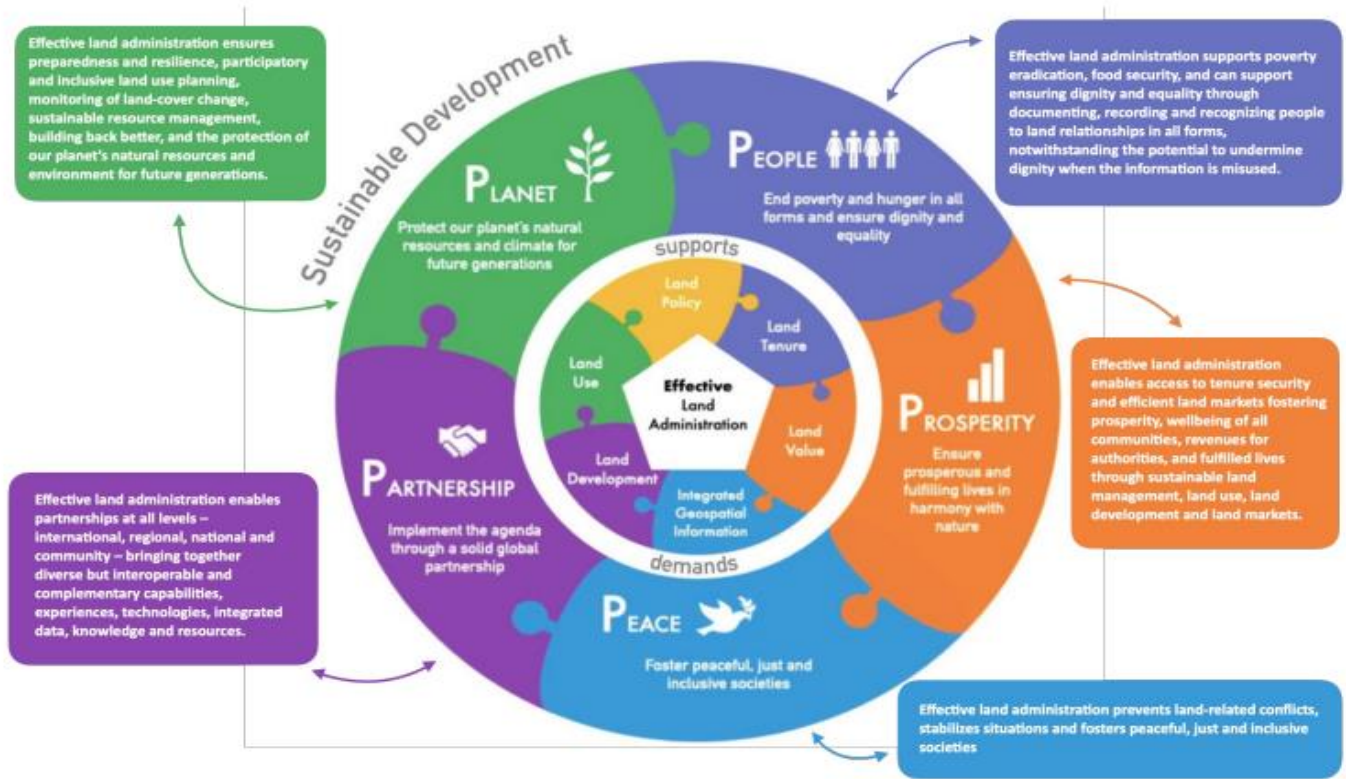 Effective land administration ensures
preparedness and resilience, participatory
and inclusive land use planning,
monitoring of land-cover change,
sustainable resource management,
building back better, and the protection of
our planet's natural resources and
environment for future generations.
Sustainable Development
Effective land administration supports poverty
eradication, food security, and can support
ensuring dignity and equality through
documenting, recording and recognizing people
to land relationships in all forms,
notwithstanding the potential to undermine
dignity when the information is misused.
PLANET
Protect our planet's natural
resources and climate for
future generations
PEOPLE
End poverty and hunger in all
forms and ensure dignity and
equality
supports
Land
Policy
Land
Tenure
Land
Use
Effective
Land
Administration
Land
Value
Land
Development
Integrated
Geospatial
Information
demands
PROSPERITY
Ensure
prosperous and
fulfilling lives in
harmony with
nature
Effective land administration
enables access to tenure security
and efficient land markets fostering
prosperity, wellbeing of all
communities, revenues for
authorities, and fulfilled lives
through sustainable land
management, land use, land
development and land markets.
PARTNERSHIP
Implement the agenda
through a solid global
partnership
Effective land administration enables
partnerships at all levels –
international, regional, national and
community – bringing together
diverse but interoperable and
complementary capabilities,
experiences, technologies, integrated
data, knowledge and resources.
PEACE
Foster peaceful, just and
inclusive societies
Effective land administration prevents land-related conflicts,
stabilizes situations and fosters peaceful, just and inclusive
societies